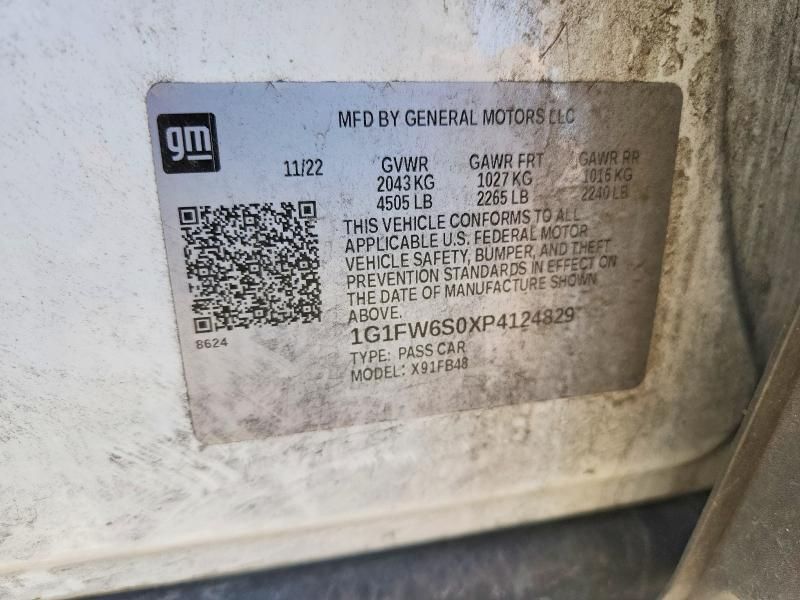 gm
MFD BY GENERAL MOTORS LLC
11/22 GVWR GAWR FRT GAWR RR
2043 KG 1027 KG 1016 KG
4505 LB 2265 LB 2240 LB
THIS VEHICLE CONFORMS TO ALL
APPLICABLE U.S. FEDERAL MOTOR
VEHICLE SAFETY, BUMPER, AND THEFT
PREVENTION STANDARDS IN EFFECT ON
THE DATE OF MANUFACTURE SHOWN
ABOVE.
1G1FW6S0XP4124829
8624
TYPE: PASS CAR
MODEL: X91FB48